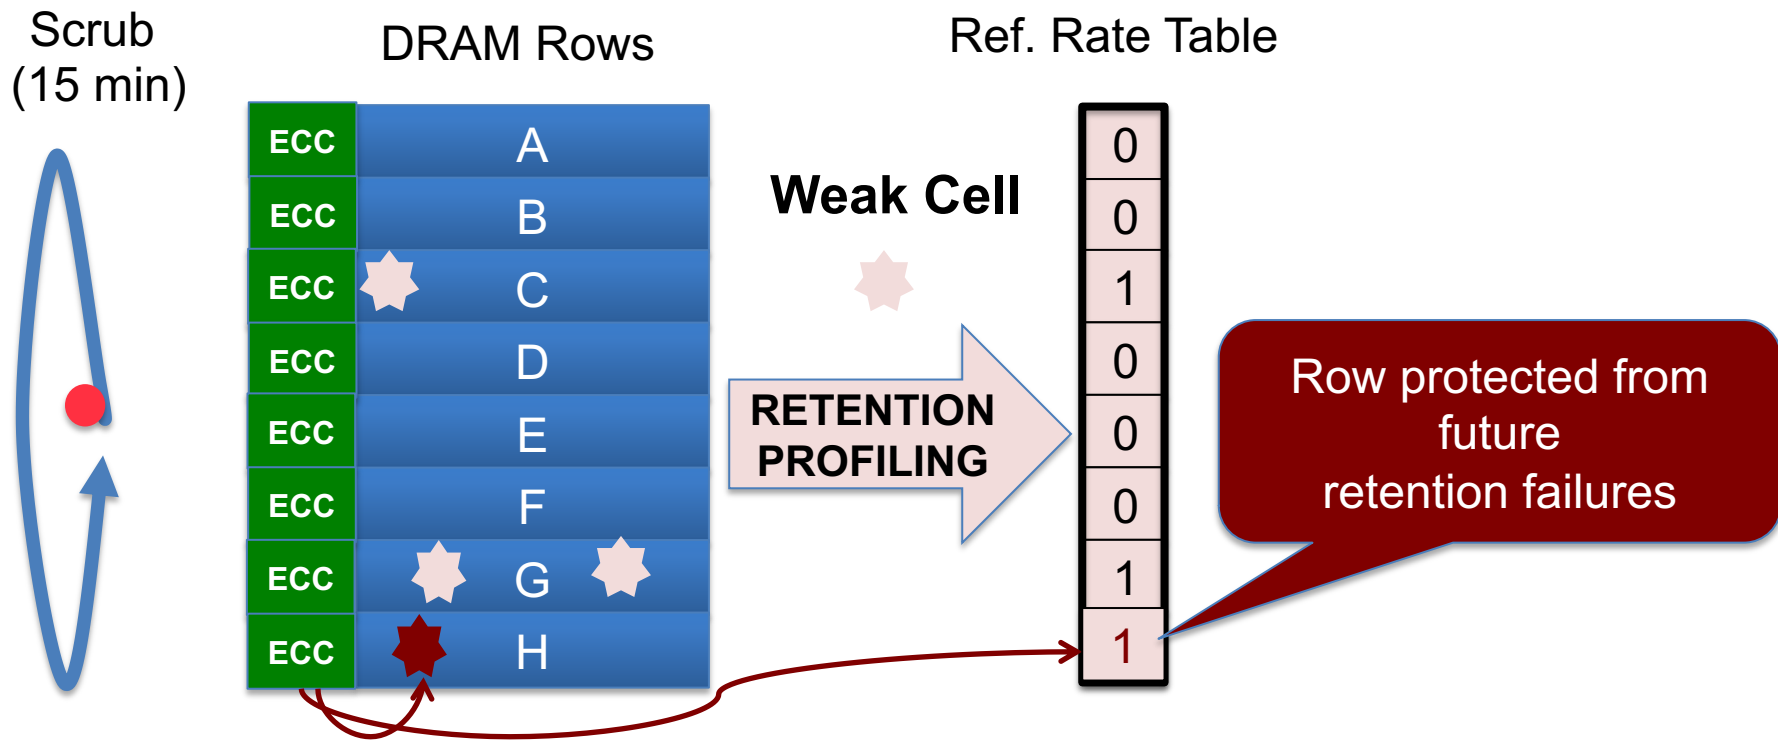 Scrub
(15 min)
DRAM Rows
Ref. Rate Table
ECC A 0
ECC B 0
Weak Cell
ECC C 1
ECC D 0
RETENTION
PROFILING
ECC E 0
ECC F 0
ECC G 1
ECC H 1
Row protected from
future
retention failures